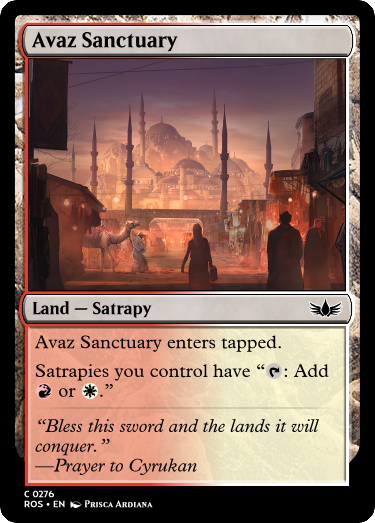 Avaz Sanctuary
Land — Satrapy
Avaz Sanctuary enters tapped.
Satrapies you control have “: Add
or .”
“Bless this sword and the lands it will
conquer.”
—Prayer to Cyrukan
C 0276
ROS • EN Prisca Ardiana